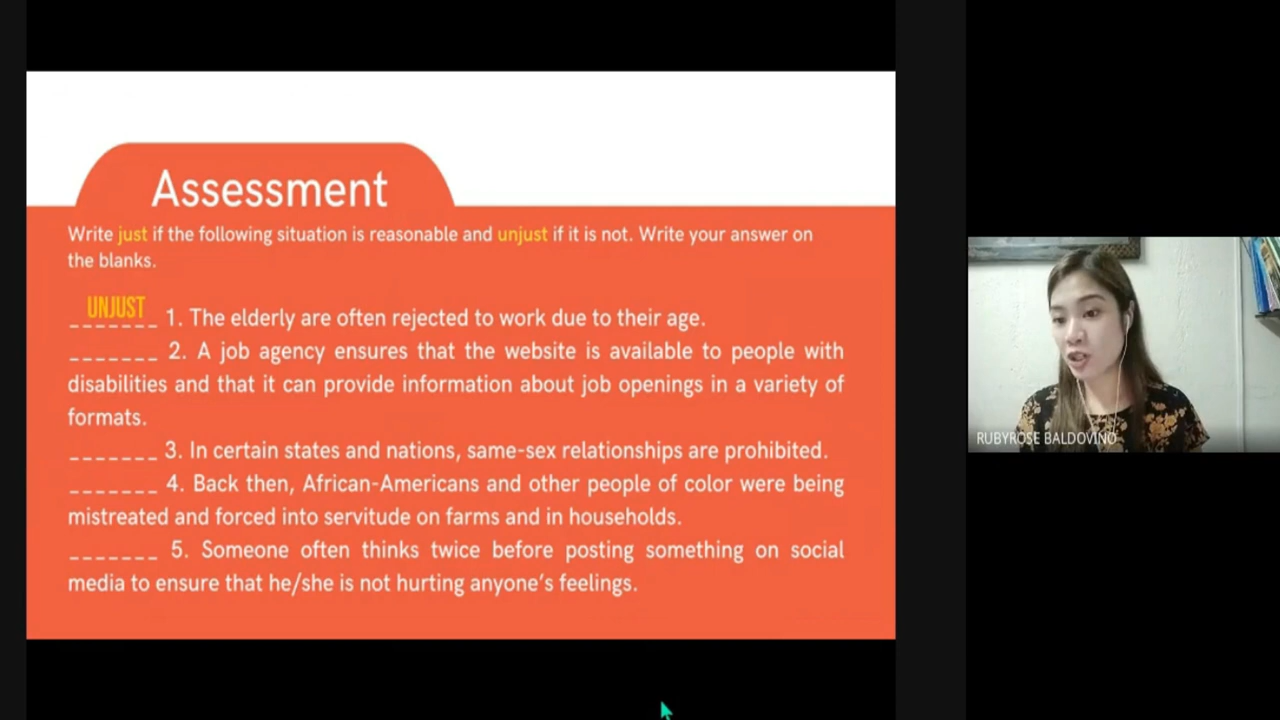 Assessment
Write just if the following situation is reasonable and unjust if it is not. Write your answer on
the blanks.
UNJUST
_______ 1. The elderly are often rejected to work due to their age.
_______ 2. A job agency ensures that the website is available to people with
disabilities and that it can provide information about job openings in a variety of
formats.
_______ 3. In certain states and nations, same-sex relationships are prohibited.
_______ 4. Back then, African-Americans and other people of color were being
mistreated and forced into servitude on farms and in households.
_______ 5. Someone often thinks twice before posting something on social
media to ensure that he/she is not hurting anyone's feelings.
RUBYROSE BALDOVINO